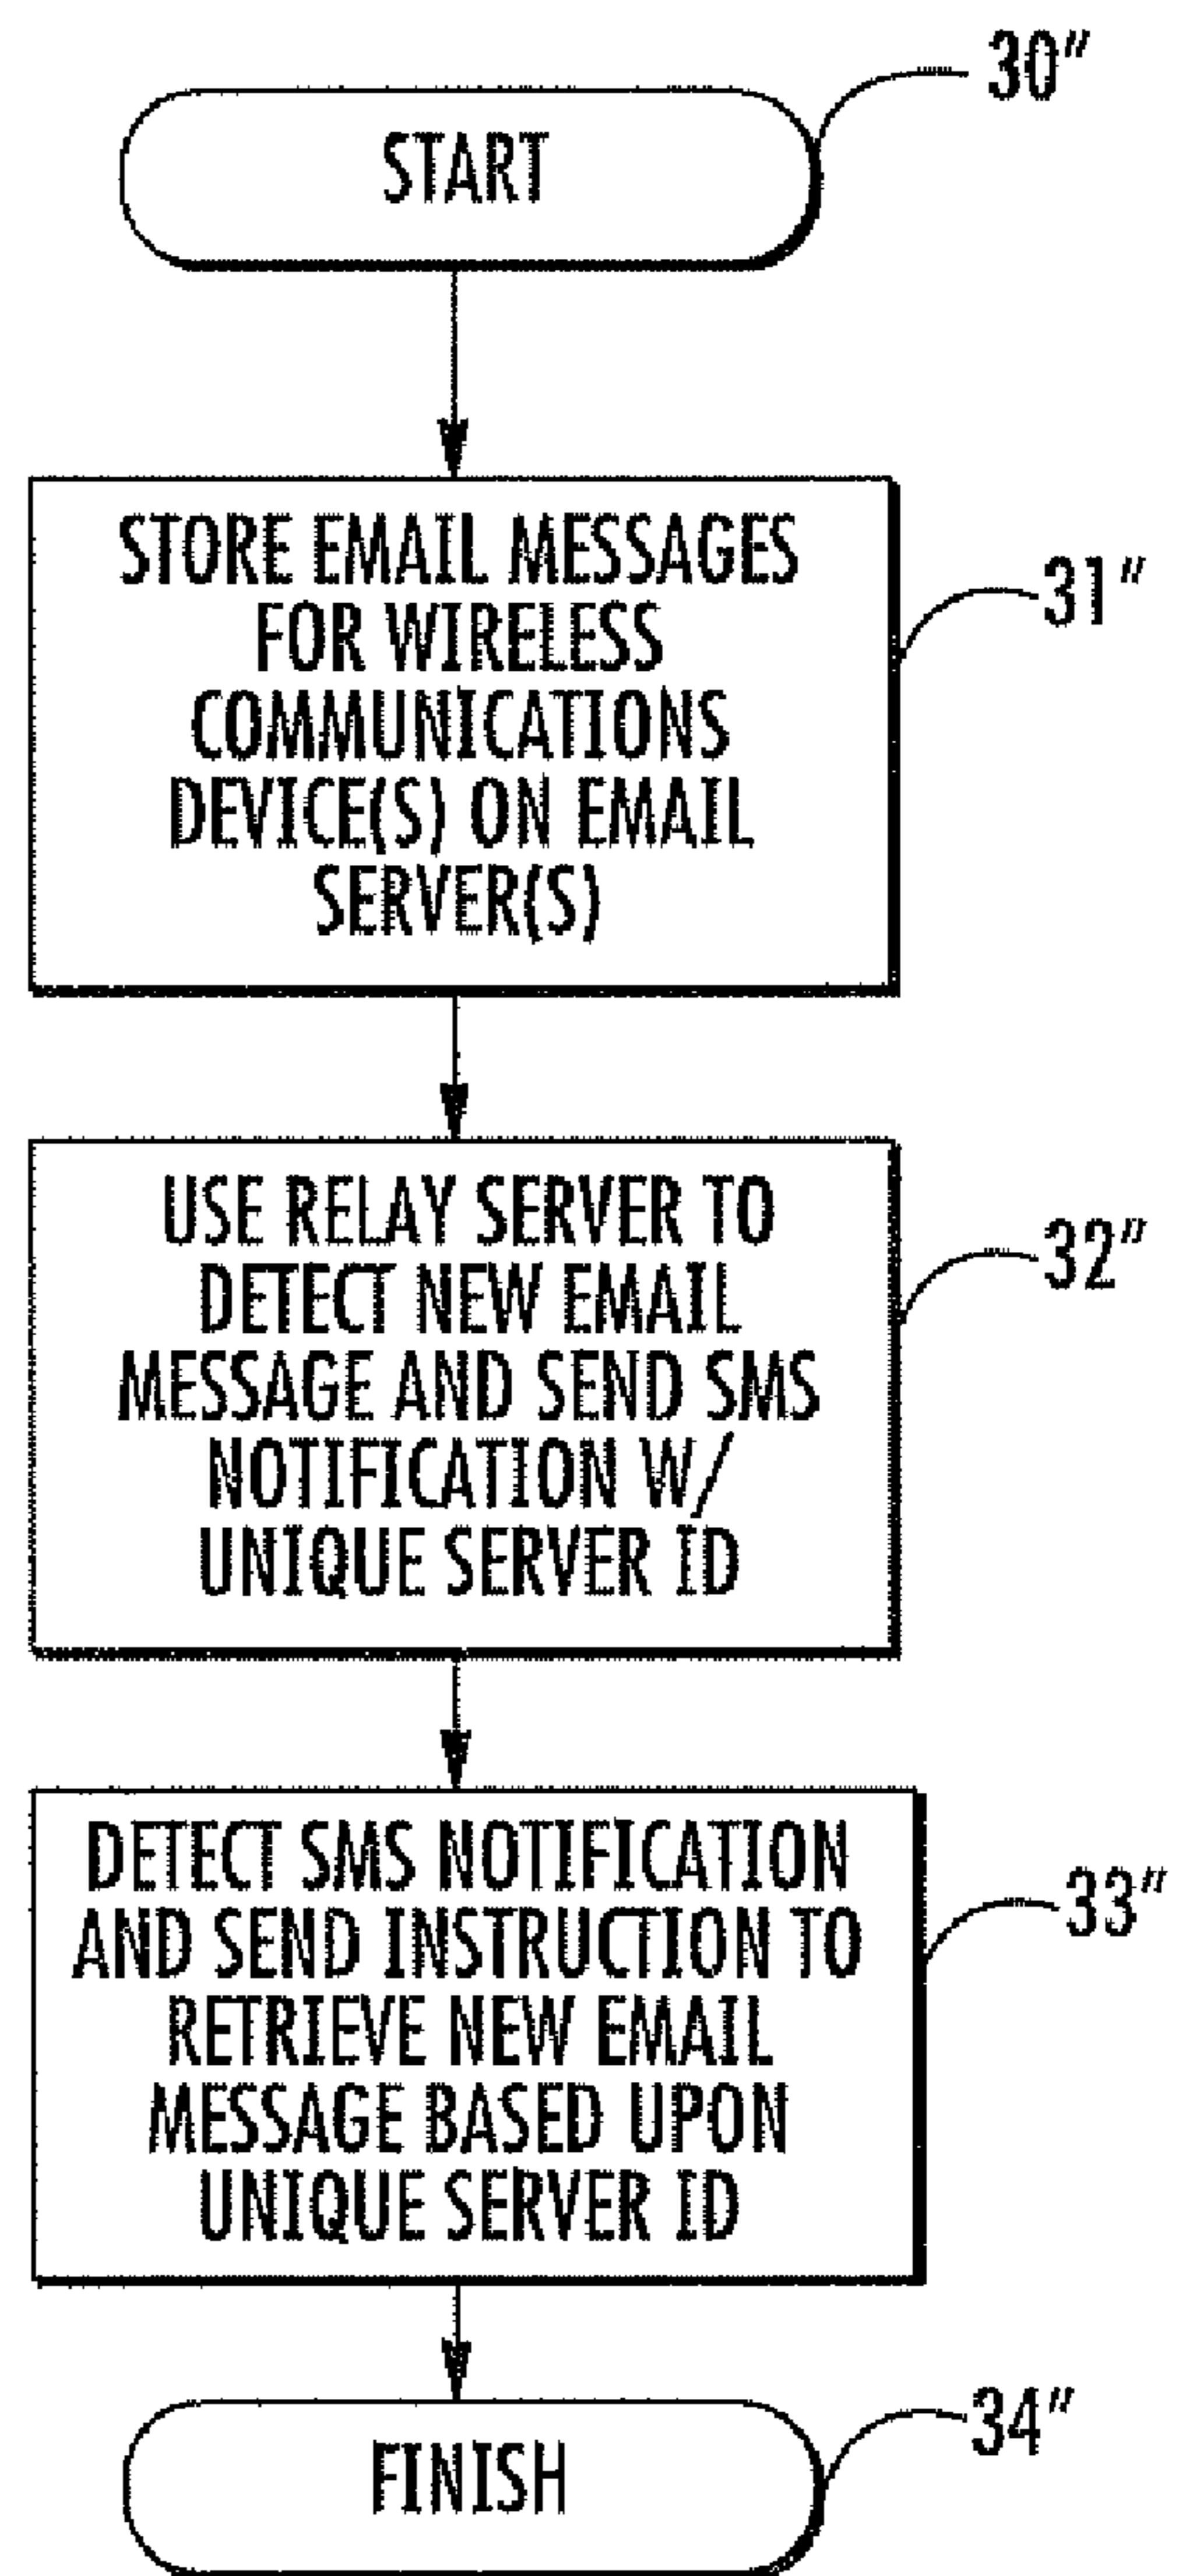 30"
START
STORE EMAIL MESSAGES
FOR WIRELESS
COMMUNICATIONS
DEVICE(S) ON EMAIL
SERVER(S)
31"
USE RELAY SERVER TO
DETECT NEW EMAIL
MESSAGE AND SEND SMS
NOTIFICATION W/
UNIQUE SERVER ID
32"
DETECT SMS NOTIFICATION
AND SEND INSTRUCTION TO
RETRIEVE NEW EMAIL
MESSAGE BASED UPON
UNIQUE SERVER ID
33"
FINISH
34"